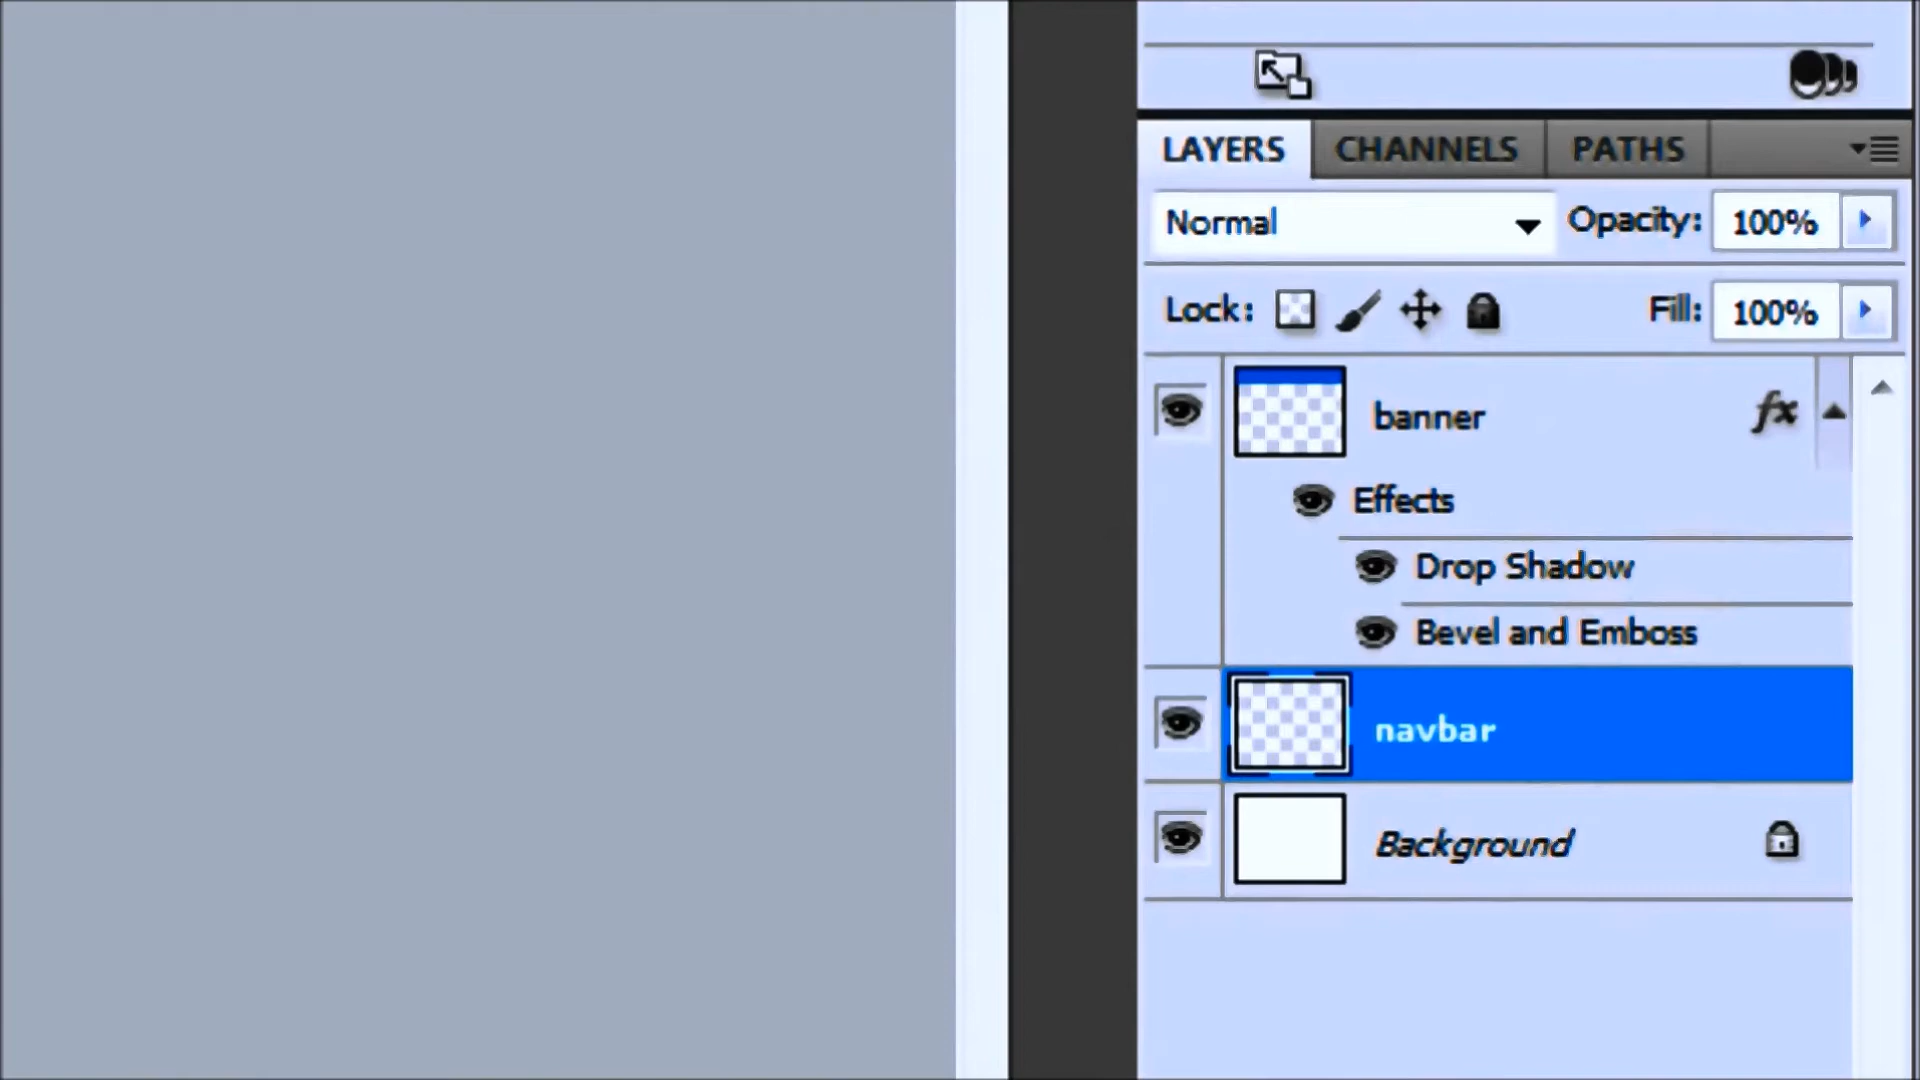 LAYERS CHANNELS PATHS
Normal Opacity: 100%
Lock: Fill: 100%
banner fx
Effects
Drop Shadow
Bevel and Emboss
navbar
Background